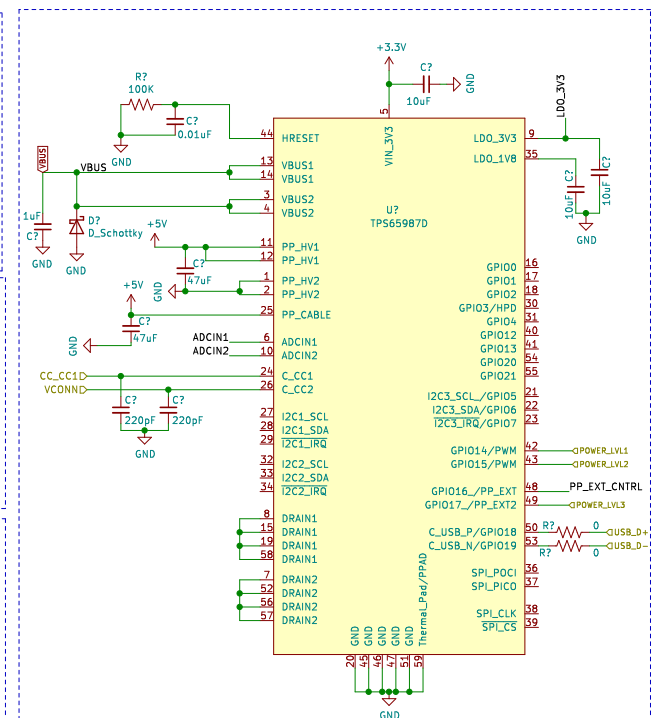 +3.3V
C?
10uF
GND
R?
100K
C?
0.01uF
GND
5
VIN_3V3
LDO_3V3
44 HRESET
LDO_3V3 9
LDO_1V8 35
C?
10uF
C?
10uF
GND
VBUS
VBUS
13 VBUS1
14 VBUS1
3 VBUS2
4 VBUS2
1uF
C?
GND
D?
D_Schottky
GND
U?
TPS65987D
+5V
11 PP_HV1
12 PP_HV1
C?
47uF
GND
1 PP_HV2
2 PP_HV2
+5V
25 PP_CABLE
C?
47uF
GND
ADCIN1 6 ADCIN1
ADCIN2 10 ADCIN2
CC_CC1 24 C_CC1
VCONN 26 C_CC2
C?
220pF
C?
220pF
GND
27 I2C1_SCL
28 I2C1_SDA
29 I2C1_IRQ
32 I2C2_SCL
33 I2C2_SDA
34 I2C2_IRQ
8 DRAIN1
15 DRAIN1
19 DRAIN1
58 DRAIN1
7 DRAIN2
52 DRAIN2
56 DRAIN2
57 DRAIN2
GPIO0 16
GPIO1 17
GPIO2 18
GPIO3/HPD 30
GPIO4 31
GPIO12 40
GPIO13 41
GPIO20 54
GPIO21 55
I2C3_SCL_/GPIO5 21
I2C3_SDA/GPIO6 22
I2C3_IRQ/GPIO7 23
GPIO14/PWM 42 POWER_LVL1
GPIO15/PWM 43 POWER_LVL2
GPIO16_/PP_EXT 48 PP_EXT_CNTRL
GPIO17_/PP_EXT2 49 POWER_LVL3
C_USB_P/GPIO18 50 R? 0 USB_D+
C_USB_N/GPIO19 53 R? 0 USB_D-
SPI_POCI 36
SPI_PICO 37
SPI_CLK 38
SPI_CS 39
GND GND GND GND GND Thermal_Pad/PPAD
20 45 46 47 51 59
GND